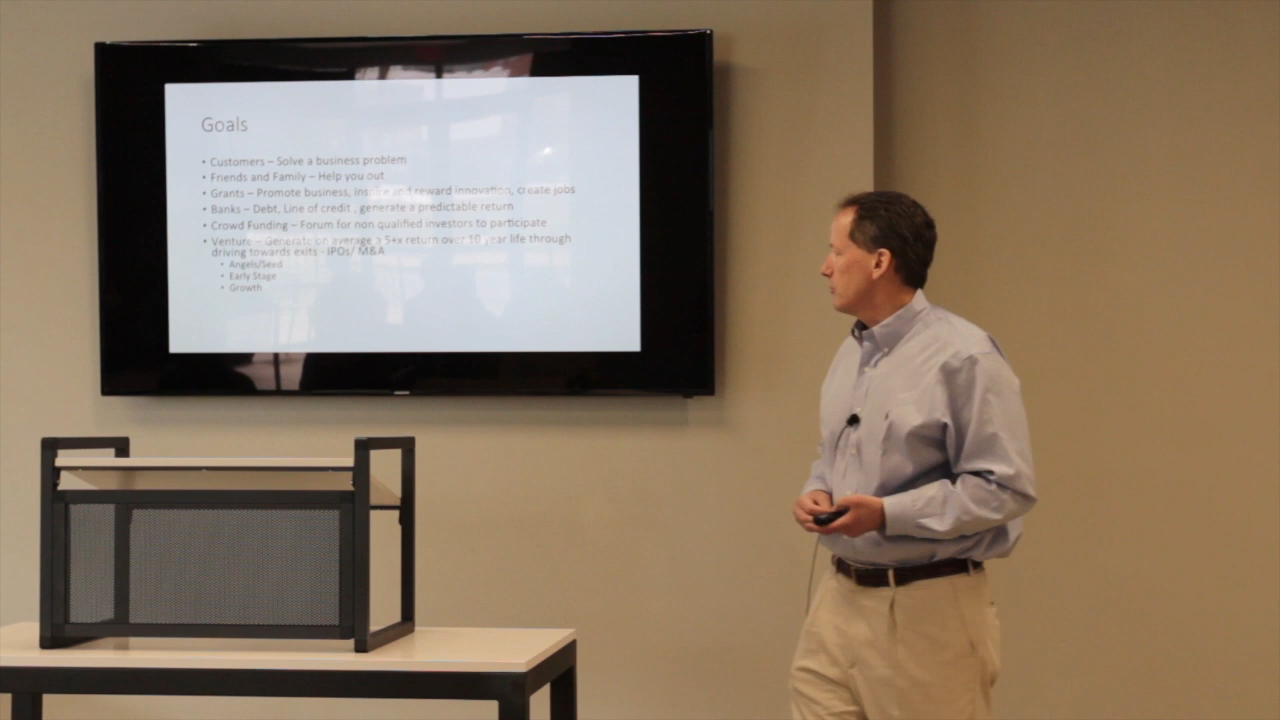 Goals
• Customers – Solve a business problem
• Friends and Family – Help you out
• Grants – Promote business, inspire and reward innovation, create jobs
• Banks – Debt, Line of credit , generate a predictable return
• Crowd Funding – Forum for non qualified investors to participate
• Venture – Generate on average a 5+x return over 10 year life through
driving towards exits - IPOs/ M&A
• Angels/Seed
• Early Stage
• Growth